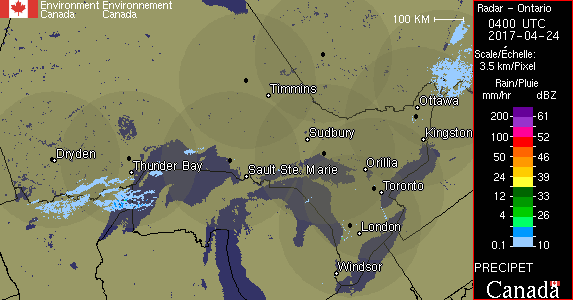 Environment Environnement
Canada Canada
100 KM
Timmins
Ottawa
Sudbury
Kingston
Dryden
Thunder Bay
Sault Ste. Marie
Orillia
Toronto
London
Windsor
Radar - Ontario
0400 UTC
2017-04-24
Scale/Échelle:
3.5 km/Pixel
Rain/Pluie
mm/hr dBZ
200 61
100 52
50 46
24 39
12 33
4 26
0.1 10
PRECIPET
Canada